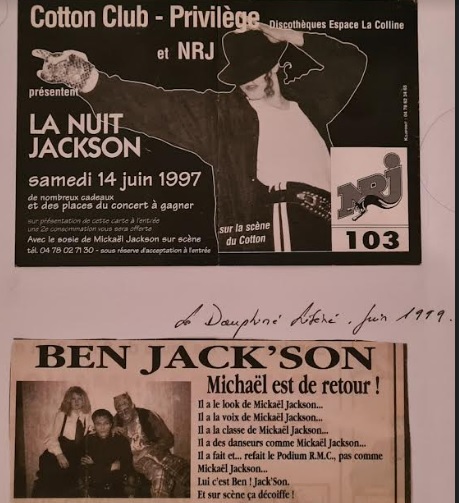 Cotton Club - Privilège Discothèques Espace La Colline
et NRJ
présentent
LA NUIT
JACKSON
samedi 14 juin 1997
de nombreux cadeaux
et des places du concert à gagner
sur présentation de cette carte à l'entrée
une 2è consommation vous sera offerte
Avec le sosie de Mickaël Jackson sur scène
tél. 04 78 02 71 30 - sous réserve d'acceptation à l'entrée
sur la scène
du Cotton
NRJ
103
Le Dauphiné Libéré. Juin 1999.
BEN JACK'SON
Michaël est de retour !
Il a le look de Mickaël Jackson...
Il a la voix de Mickaël Jackson...
Il a la classe de Mickaël Jackson...
Il a des danseurs comme Mickaël Jackson...
Il a fait et... refait le Podium R.M.C., pas comme
Mickaël Jackson...
Lui c'est Ben ! Jack'Son.
Et sur scène ça décoiffe !